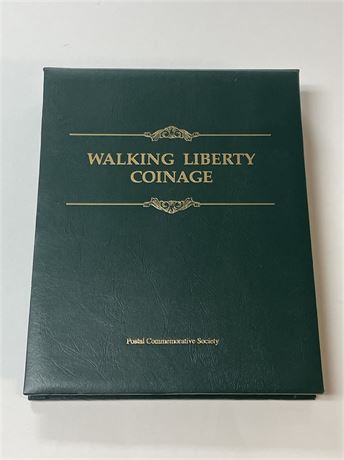 WALKING LIBERTY
COINAGE
Postal Commemorative Society